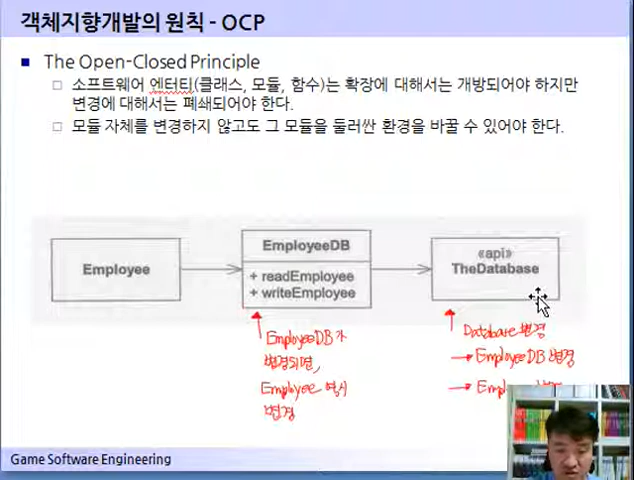 객체지향개발의 원칙 - OCP
The Open-Closed Principle
소프트웨어 엔터티(클래스, 모듈, 함수)는 확장에 대해서는 개방되어야 하지만
변경에 대해서는 폐쇄되어야 한다.
모듈 자체를 변경하지 않고도 그 모듈을 둘러싼 환경을 바꿀 수 있어야 한다.
Employee
EmployeeDB
+ readEmployee
+ writeEmployee
«api»
TheDatabase
EmployeeDB가
변경되면,
Employee 역시
변경
Database 변경
→ EmployeeDB 변경
→ Emp
Game Software Engineering